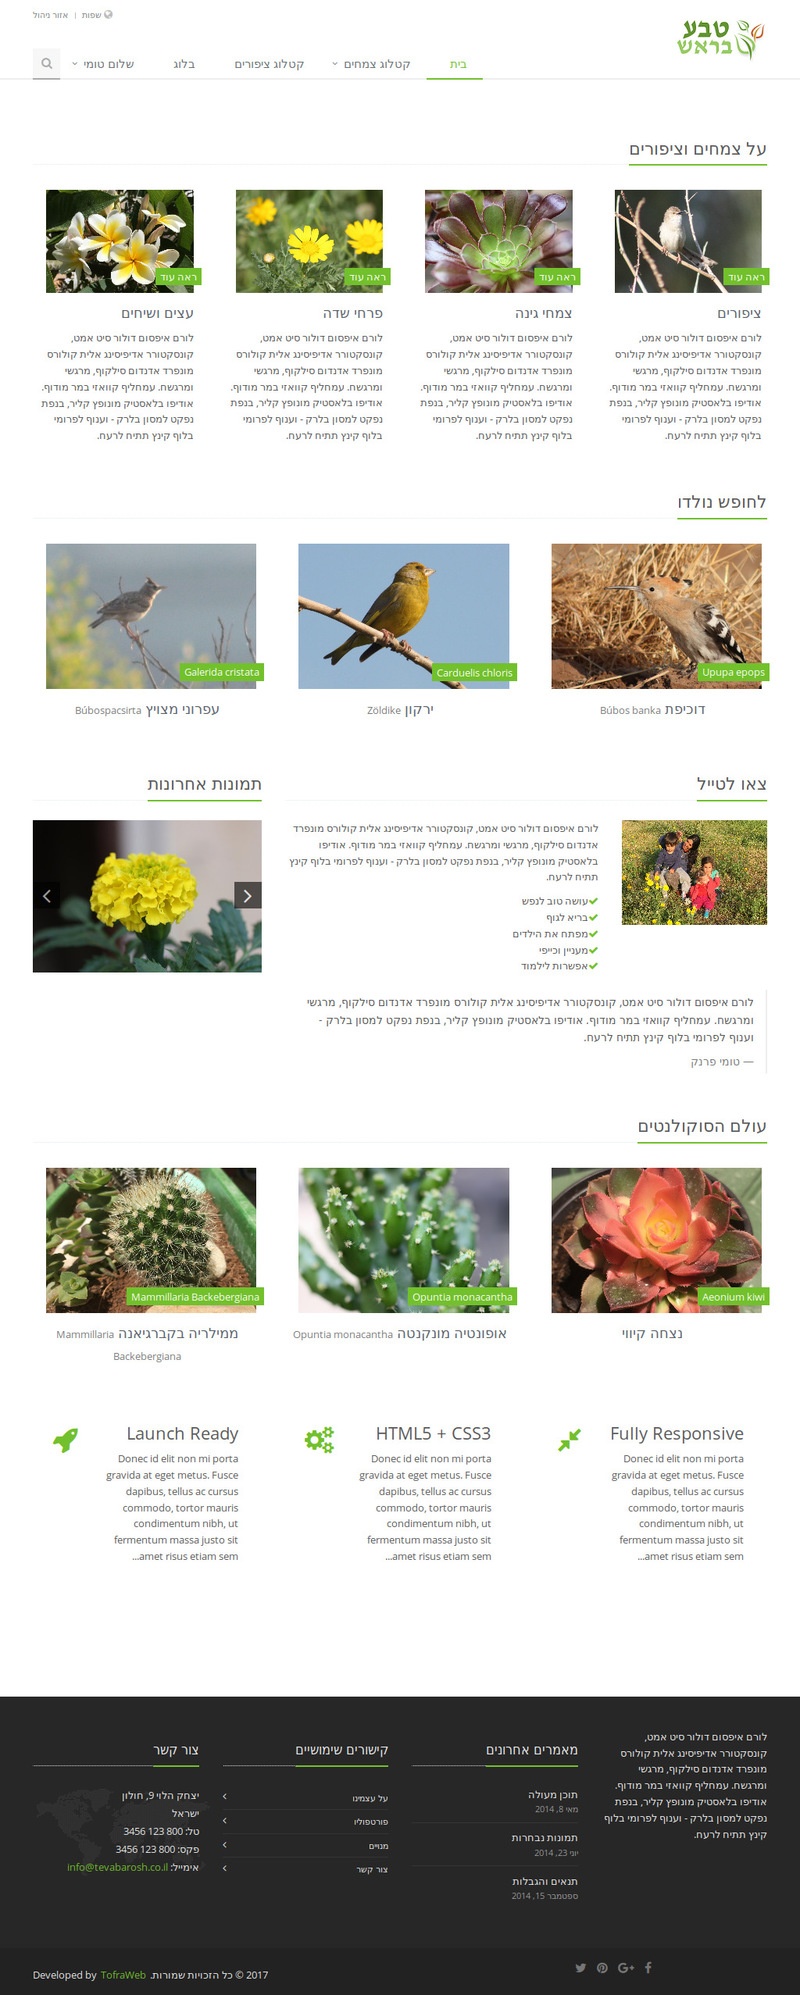 שפות | אזור ניהול
טבע
בראש
בית
קטלוג צמחים
קטלוג ציפורים
בלוג
שלום טומי
על צמחים וציפורים
ראה עוד
ציפורים
לורם איפסום דולור סיט אמט,
קונסקטורר אדיפיסינג אלית קולורס
מונפרד אדנדום סילקוף, מרגשי
ומרגשח. עמחליף קוואזי במר מודוף.
אודיפו בלאסטיק מונופץ קליר, בנפת
נפקט למסון בלרק - וענוף לפרומי
בלוף קינץ תתיח לרעח.
ראה עוד
צמחי גינה
לורם איפסום דולור סיט אמט,
קונסקטורר אדיפיסינג אלית קולורס
מונפרד אדנדום סילקוף, מרגשי
ומרגשח. עמחליף קוואזי במר מודוף.
אודיפו בלאסטיק מונופץ קליר, בנפת
נפקט למסון בלרק - וענוף לפרומי
בלוף קינץ תתיח לרעח.
ראה עוד
פרחי שדה
לורם איפסום דולור סיט אמט,
קונסקטורר אדיפיסינג אלית קולורס
מונפרד אדנדום סילקוף, מרגשי
ומרגשח. עמחליף קוואזי במר מודוף.
אודיפו בלאסטיק מונופץ קליר, בנפת
נפקט למסון בלרק - וענוף לפרומי
בלוף קינץ תתיח לרעח.
ראה עוד
עצים ושיחים
לורם איפסום דולור סיט אמט,
קונסקטורר אדיפיסינג אלית קולורס
מונפרד אדנדום סילקוף, מרגשי
ומרגשח. עמחליף קוואזי במר מודוף.
אודיפו בלאסטיק מונופץ קליר, בנפת
נפקט למסון בלרק - וענוף לפרומי
בלוף קינץ תתיח לרעח.
לחופש נולדו
Upupa epops
דוכיפת Búbos banka
Carduelis chloris
ירקון Zöldike
Galerida cristata
עפרוני מצויץ Búbospacsirta
צאו לטייל
לורם איפסום דולור סיט אמט, קונסקטורר אדיפיסינג אלית קולורס מונפרד
אדנדום סילקוף, מרגשי ומרגשח. עמחליף קוואזי במר מודוף. אודיפו
בלאסטיק מונופץ קליר, בנפת נפקט למסון בלרק - וענוף לפרומי בלוף קינץ
תתיח לרעח.
עושה טוב לנפש
בריא לגוף
מפתח את הילדים
מעניין וכייפי
אפשרות לילמוד
לורם איפסום דולור סיט אמט, קונסקטורר אדיפיסינג אלית קולורס מונפרד אדנדום סילקוף, מרגשי
ומרגשח. עמחליף קוואזי במר מודוף. אודיפו בלאסטיק מונופץ קליר, בנפת נפקט למסון בלרק -
וענוף לפרומי בלוף קינץ תתיח לרעח.
— טומי פרנק
תמונות אחרונות
עולם הסוקולנטים
Aeonium kiwi
נצחה קיווי
Opuntia monacantha
אופונטיה מונקנטה Opuntia monacantha
Mammillaria Backebergiana
ממילריה בקברגיאנה Mammillaria
Backebergiana
Fully Responsive
Donec id elit non mi porta
gravida at eget metus. Fusce
dapibus, tellus ac cursus
commodo, tortor mauris
condimentum nibh, ut
fermentum massa justo sit
...amet risus etiam sem
HTML5 + CSS3
Donec id elit non mi porta
gravida at eget metus. Fusce
dapibus, tellus ac cursus
commodo, tortor mauris
condimentum nibh, ut
fermentum massa justo sit
...amet risus etiam sem
Launch Ready
Donec id elit non mi porta
gravida at eget metus. Fusce
dapibus, tellus ac cursus
commodo, tortor mauris
condimentum nibh, ut
fermentum massa justo sit
...amet risus etiam sem
לורם איפסום דולור סיט אמט,
קונסקטורר אדיפיסינג אלית קולורס
מונפרד אדנדום סילקוף, מרגשי
ומרגשח. עמחליף קוואזי במר מודוף.
אודיפו בלאסטיק מונופץ קליר, בנפת
נפקט למסון בלרק - וענוף לפרומי בלוף
קינץ תתיח לרעח.
מאמרים אחרונים
תוכן מעולה
מאי 8, 2014
תמונות נבחרות
יוני 23, 2014
תנאים והגבלות
ספטמבר 15, 2014
קישורים שימושיים
על עצמינו
פורטפוליו
מנויים
צור קשר
צור קשר
יצחק הלוי 9, חולון
ישראל
טל: 800 123 3456
פקס: 800 123 3456
אימייל: info@tevabarosh.co.il
2017 © כל הזכויות שמורות. Developed by TofraWeb